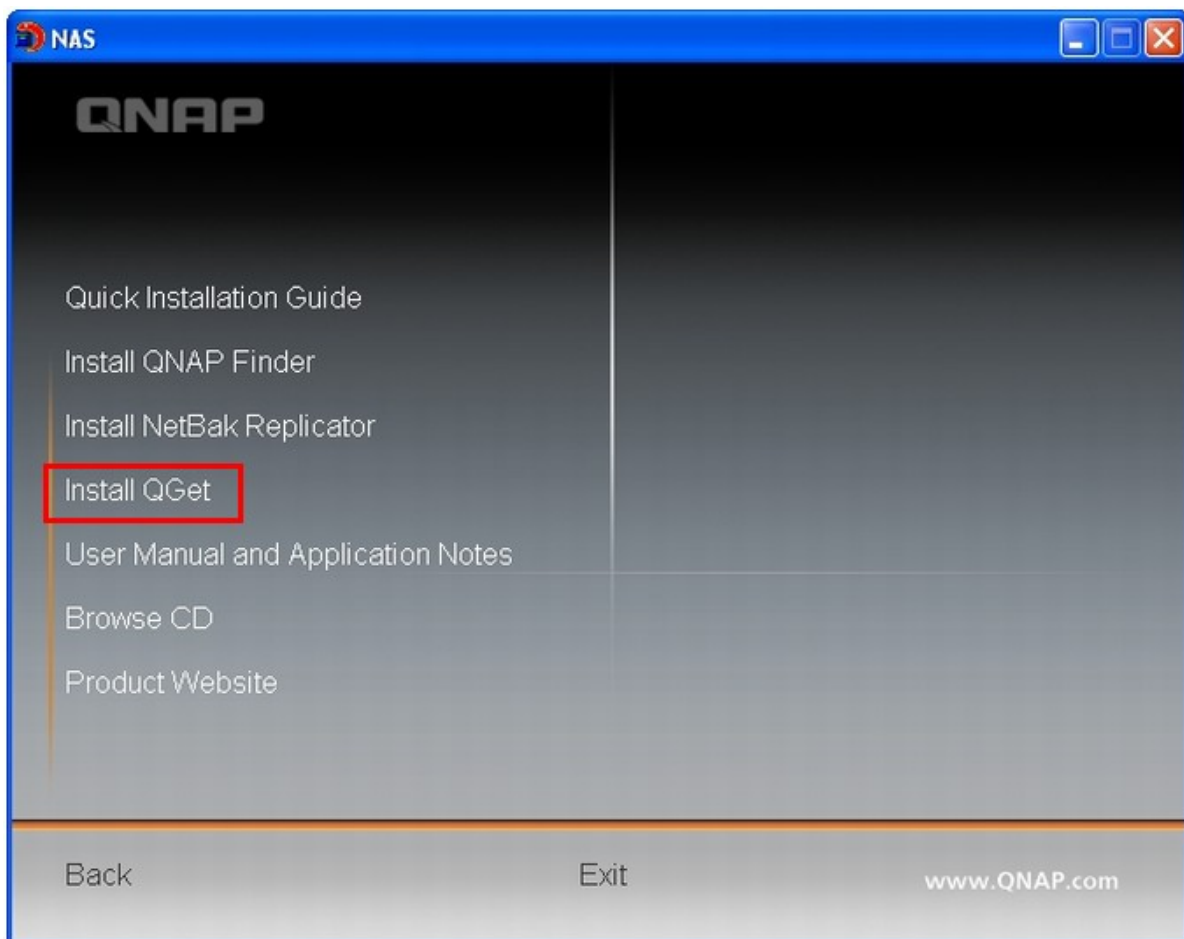 NAS
QNAP
Quick Installation Guide
Install QNAP Finder
Install NetBak Replicator
Install QGet
User Manual and Application Notes
Browse CD
Product Website
Back
Exit
www.QNAP.com